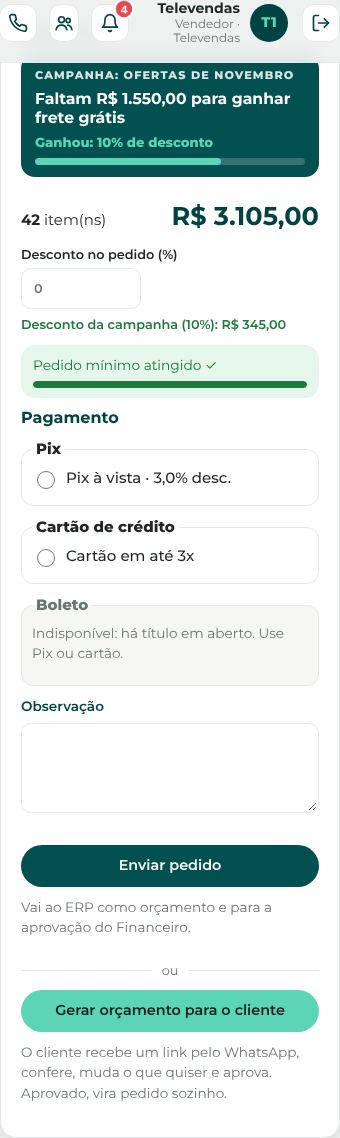 4
Televendas
Vendedor ·
Televendas
T1
CAMPANHA: OFERTAS DE NOVEMBRO
Faltam R$ 1.550,00 para ganhar
frete grátis
Ganhou: 10% de desconto
42 item(ns)
R$ 3.105,00
Desconto no pedido (%)
0
Desconto da campanha (10%): R$ 345,00
Pedido mínimo atingido ✓
Pagamento
Pix
Pix à vista · 3,0% desc.
Cartão de crédito
Cartão em até 3x
Boleto
Indisponível: há título em aberto. Use
Pix ou cartão.
Observação
Enviar pedido
Vai ao ERP como orçamento e para a
aprovação do Financeiro.
ou
Gerar orçamento para o cliente
O cliente recebe um link pelo WhatsApp,
confere, muda o que quiser e aprova.
Aprovado, vira pedido sozinho.